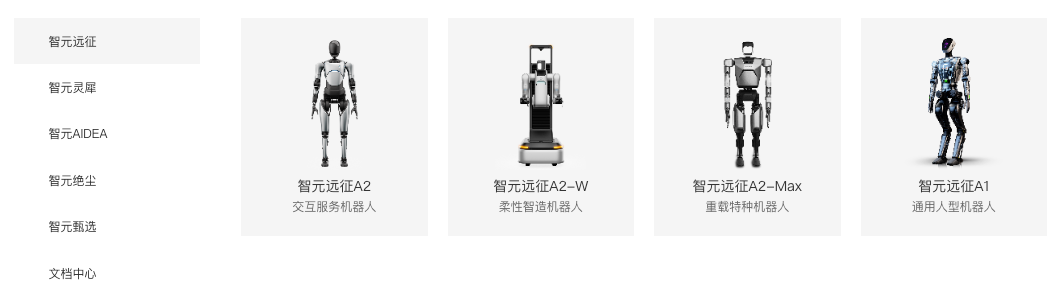 智元远征
智元灵犀
智元AIDEA
智元绝尘
智元甄选
文档中心
智元远征A2
交互服务机器人
智元远征A2-W
柔性智造机器人
智元远征A2-Max
重载特种机器人
智元远征A1
通用人型机器人